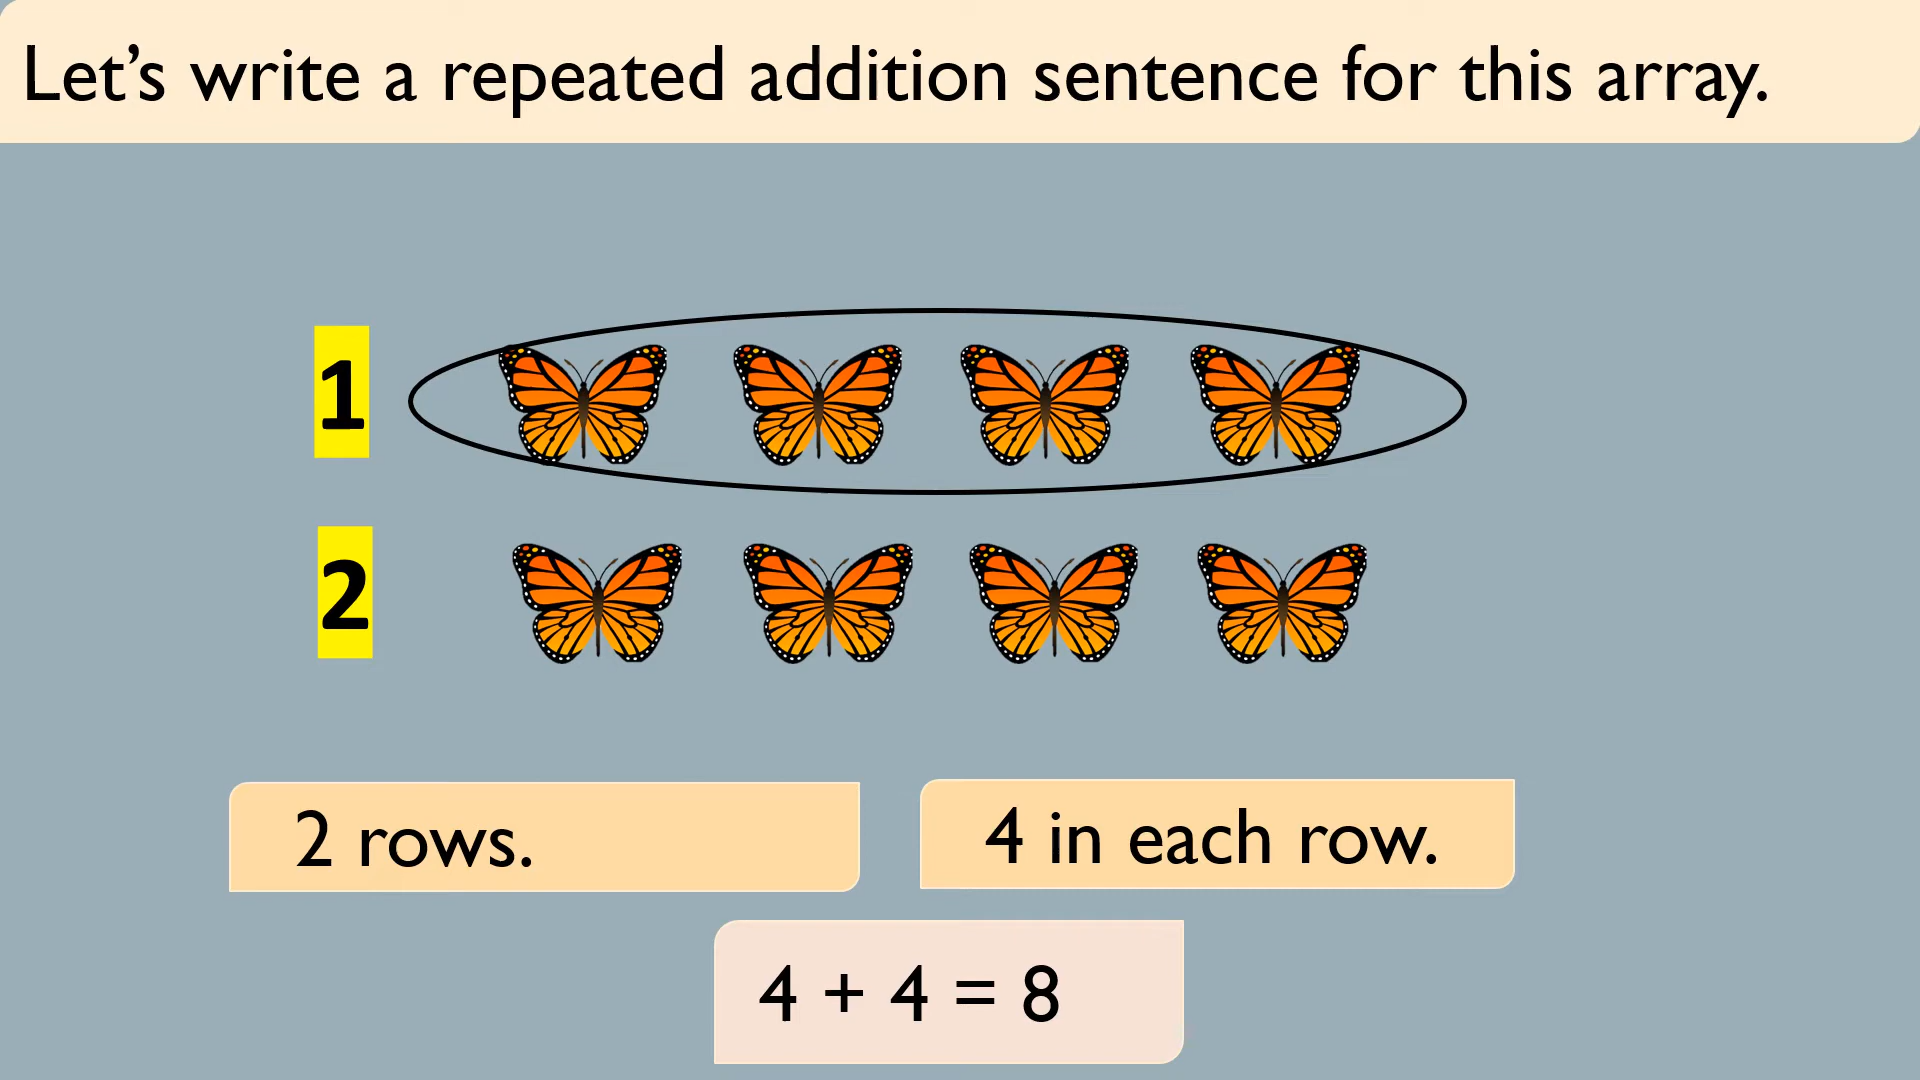 Let’s write a repeated addition sentence for this array.
1
2
2 rows.
4 in each row.
4 + 4 = 8